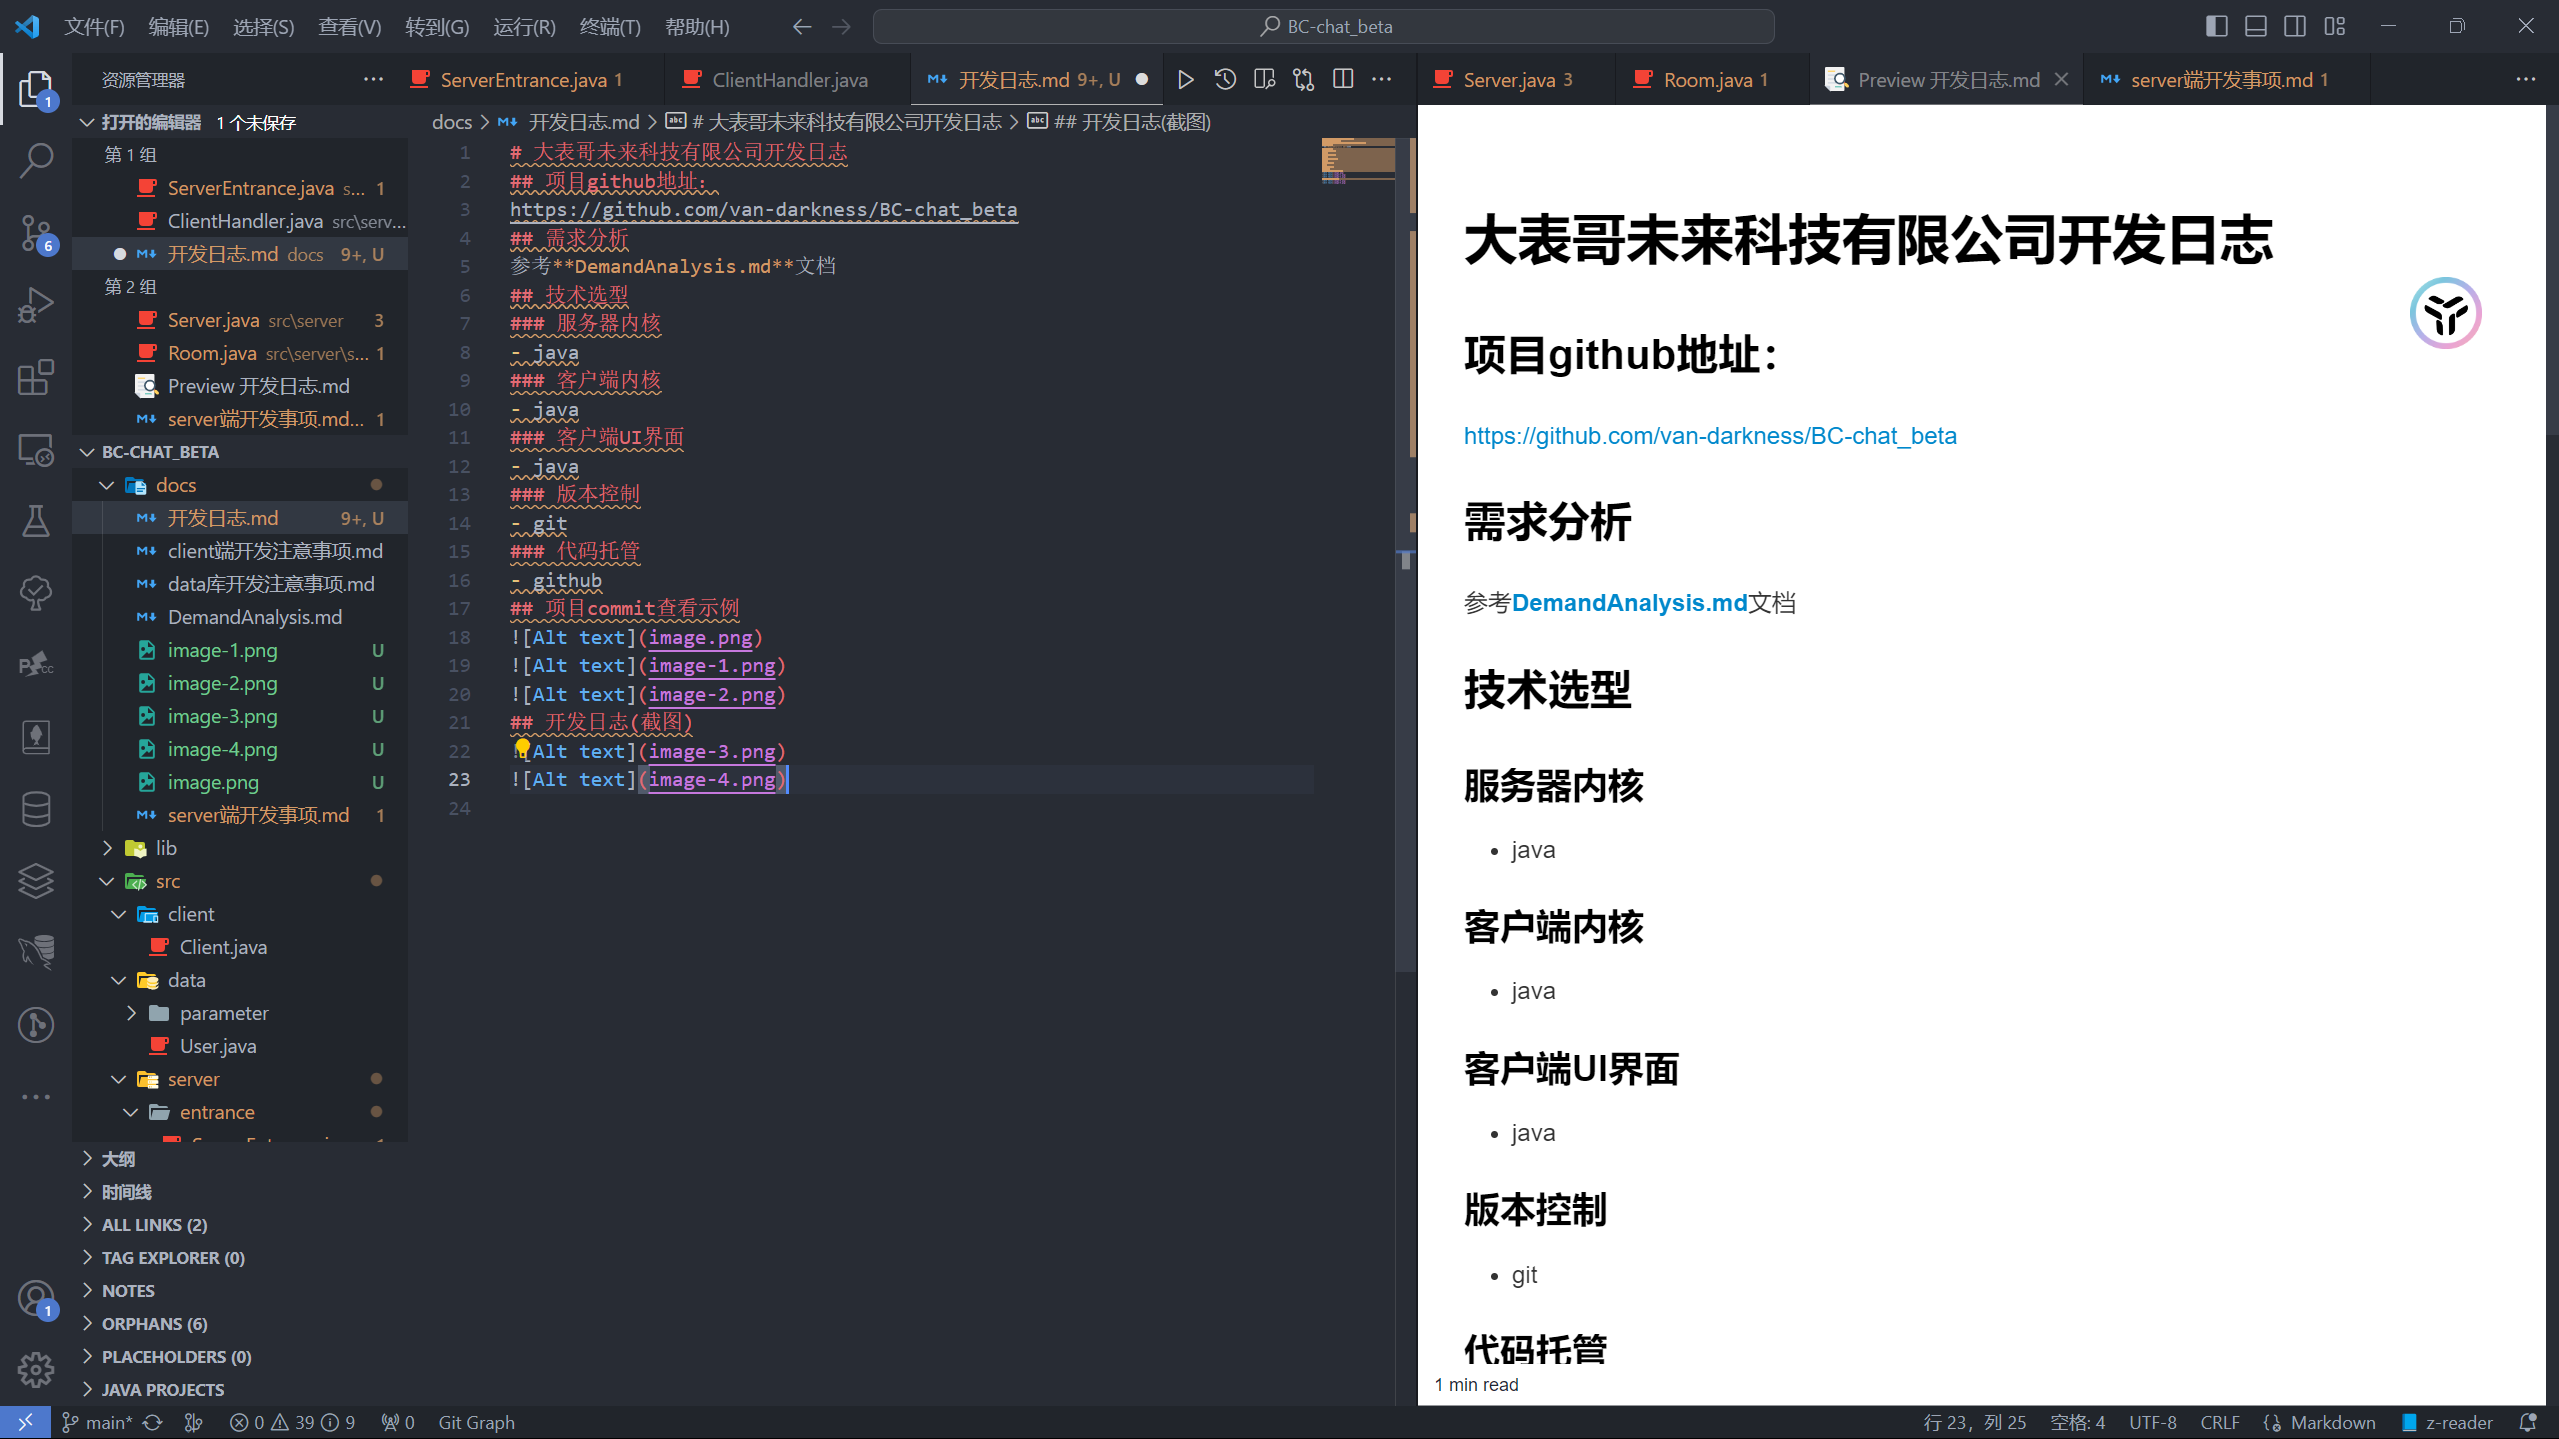 文件(F) 编辑(E) 选择(S) 查看(V) 转到(G) 运行(R) 终端(T) 帮助(H) BC-chat_beta
资源管理器
ServerEntrance.java 1 ClientHandler.java 开发日志.md 9+, U
Server.java 3 Room.java 1 Preview 开发日志.md server端开发事项.md 1
打开的编辑器 1 个未保存
第 1 组
ServerEntrance.java s... 1
ClientHandler.java src\serv...
开发日志.md docs 9+, U
第 2 组
Server.java src\server 3
Room.java src\server\s... 1
Preview 开发日志.md
server端开发事项.md... 1
BC-CHAT_BETA
docs
开发日志.md 9+, U
client端开发注意事项.md
data库开发注意事项.md
DemandAnalysis.md
image-1.png U
image-2.png U
image-3.png U
image-4.png U
image.png U
server端开发事项.md 1
lib
src
client
Client.java
data
parameter
User.java
server
entrance
大纲
时间线
ALL LINKS (2)
TAG EXPLORER (0)
NOTES
ORPHANS (6)
PLACEHOLDERS (0)
JAVA PROJECTS
1
6
1
docs > 开发日志.md > # 大表哥未来科技有限公司开发日志 > ## 开发日志(截图)
1 # 大表哥未来科技有限公司开发日志
2 ## 项目github地址：
3 https://github.com/van-darkness/BC-chat_beta
4 ## 需求分析
5 参考**DemandAnalysis.md**文档
6 ## 技术选型
7 ### 服务器内核
8 - java
9 ### 客户端内核
10 - java
11 ### 客户端UI界面
12 - java
13 ### 版本控制
14 - git
15 ### 代码托管
16 - github
17 ## 项目commit查看示例
18 ![Alt text](image.png)
19 ![Alt text](image-1.png)
20 ![Alt text](image-2.png)
21 ## 开发日志(截图)
22 ![Alt text](image-3.png)
23 ![Alt text](image-4.png)
24
大表哥未来科技有限公司开发日志
项目github地址：
https://github.com/van-darkness/BC-chat_beta
需求分析
参考DemandAnalysis.md文档
技术选型
服务器内核
• java
客户端内核
• java
客户端UI界面
• java
版本控制
• git
代码托管
1 min read
main* 0 39 9 0 Git Graph
行 23，列 25 空格: 4 UTF-8 CRLF Markdown z-reader